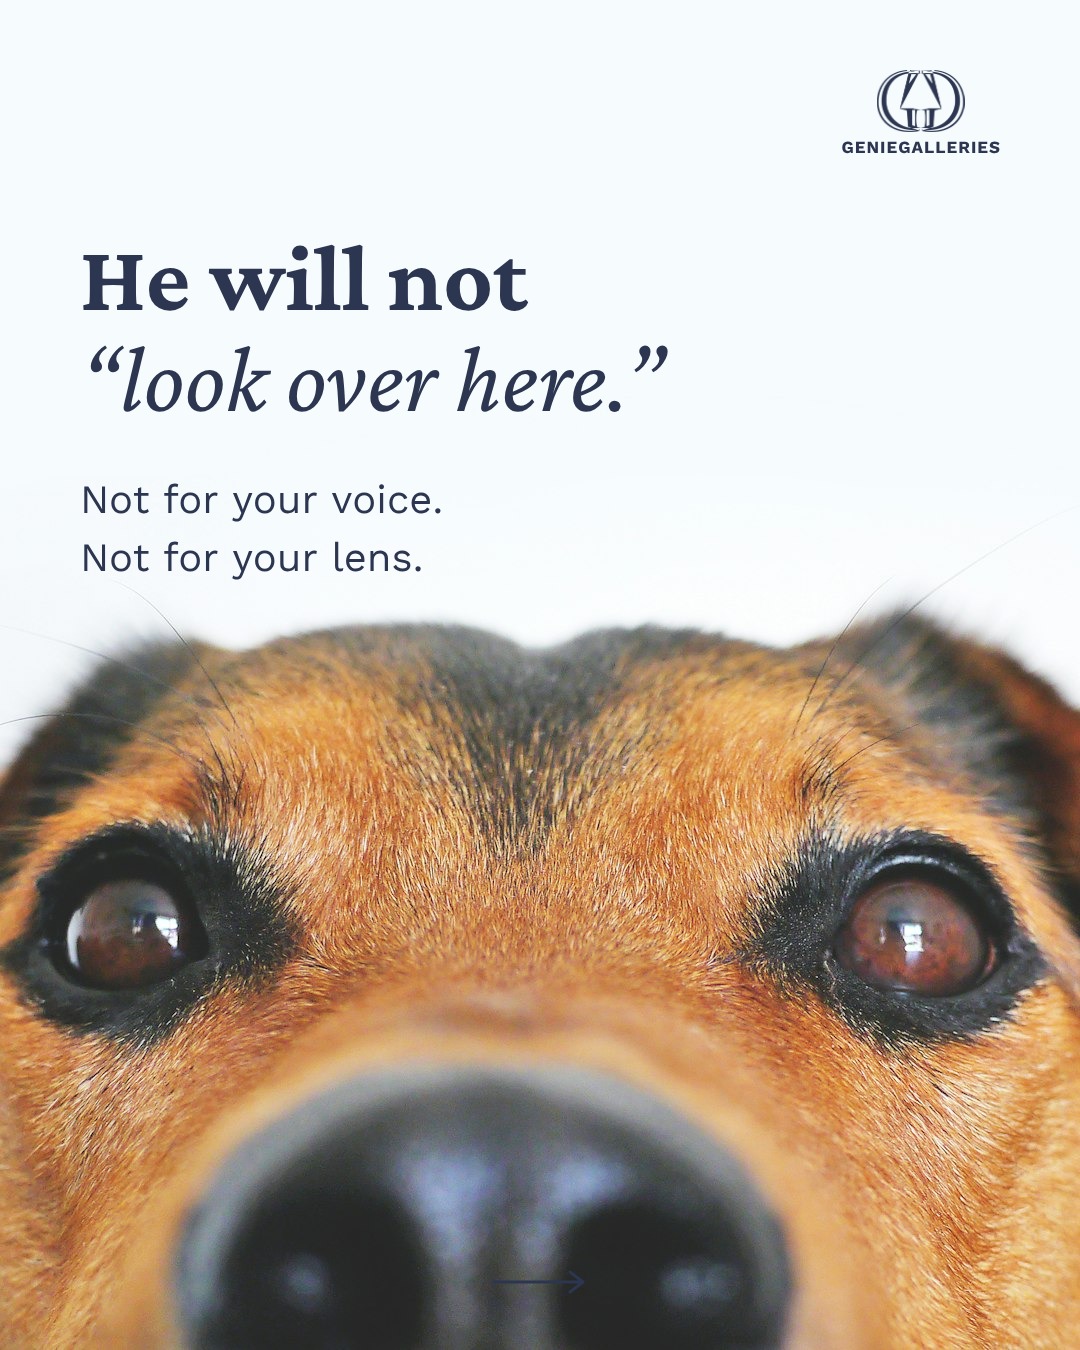 GENIEGALLERIES
He will not
“look over here.”
Not for your voice.
Not for your lens.